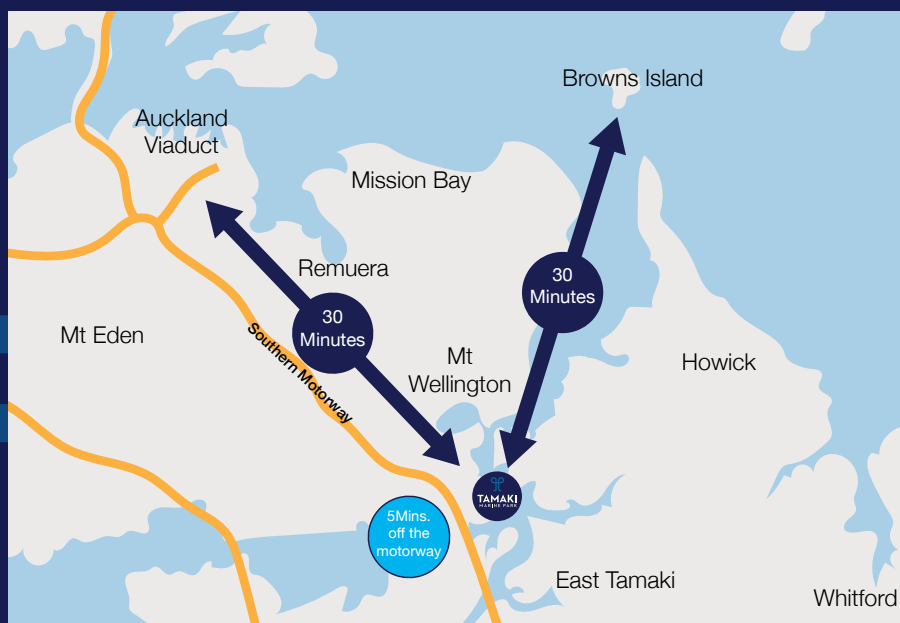 Browns Island
Auckland
Viaduct
Mission Bay
Remuera
30
Minutes
30
Minutes
Mt Eden
Southern Motorway
Mt
Wellington
Howick
TAMAKI
MARINE PARK
5Mins.
off the
motorway
East Tamaki
Whitford